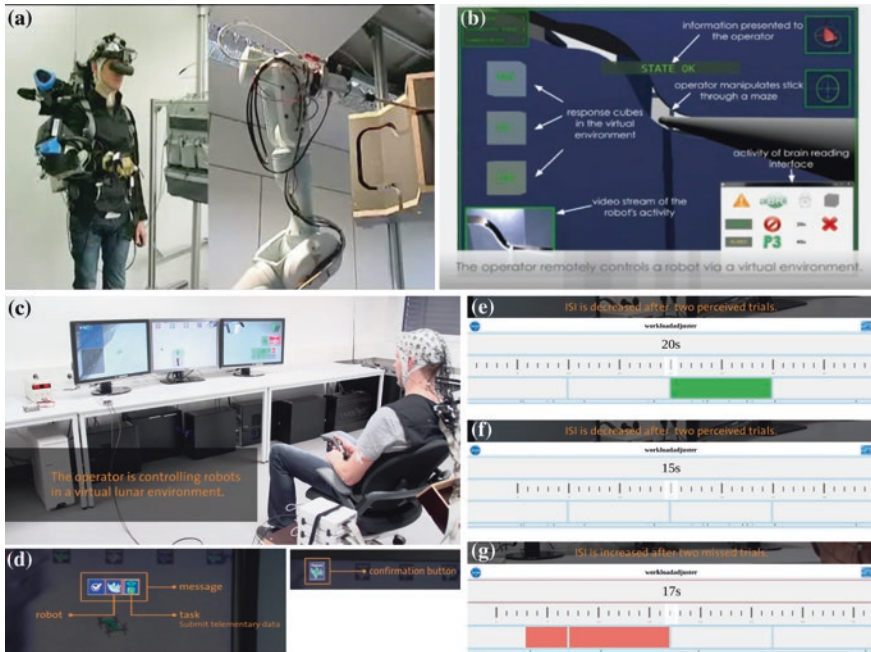 (a)
(b)
information presented to
the operator
STATE OK
operator manipulates stick
through a maze
response cubes
in the virtual
environment
activity of brain reading
interface
video stream of the
robot's activity
P3
The operator remotely controls a robot via a virtual environment.
(c)
The operator is controlling robots
in a virtual lunar environment.
(d)
message
robot
task
Submit telementary data
confirmation button
(e)
ISI is decreased after two perceived trials.
workloadadjuster
20s
(f)
ISI is decreased after two perceived trials.
15s
(g)
ISI is increased after two missed trials.
workloadadjuster
17s